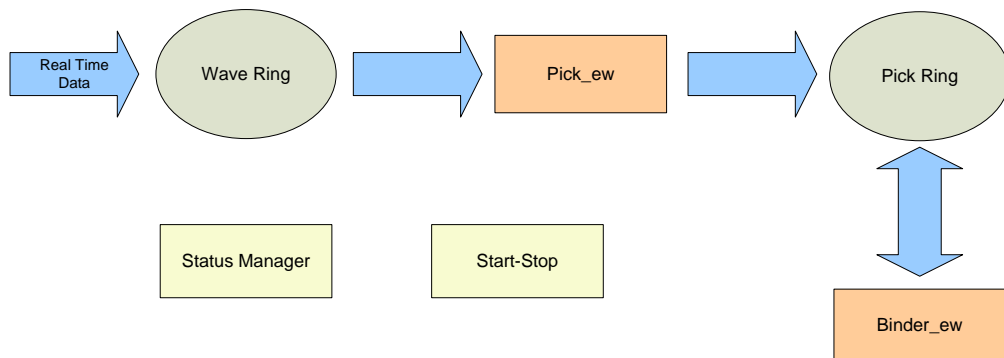 Real Time
Data
Wave Ring
Pick_ew
Pick Ring
Status Manager
Start-Stop
Binder_ew